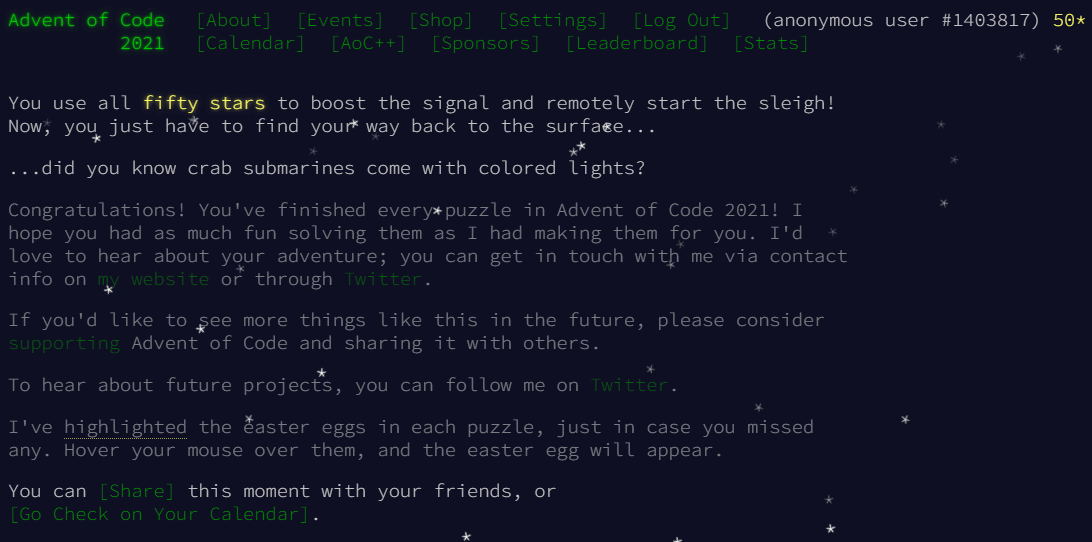 Advent of Code [About] [Events] [Shop] [Settings] [Log Out] (anonymous user #1403817) 50*
2021 [Calendar] [AoC++] [Sponsors] [Leaderboard] [Stats]
You use all fifty stars to boost the signal and remotely start the sleigh!
Now, you just have to find your way back to the surface...
...did you know crab submarines come with colored lights?
Congratulations! You've finished every puzzle in Advent of Code 2021! I
hope you had as much fun solving them as I had making them for you. I'd
love to hear about your adventure; you can get in touch with me via contact
info on my website or through Twitter.
If you'd like to see more things like this in the future, please consider
supporting Advent of Code and sharing it with others.
To hear about future projects, you can follow me on Twitter.
I've highlighted the easter eggs in each puzzle, just in case you missed
any. Hover your mouse over them, and the easter egg will appear.
You can [Share] this moment with your friends, or
[Go Check on Your Calendar].